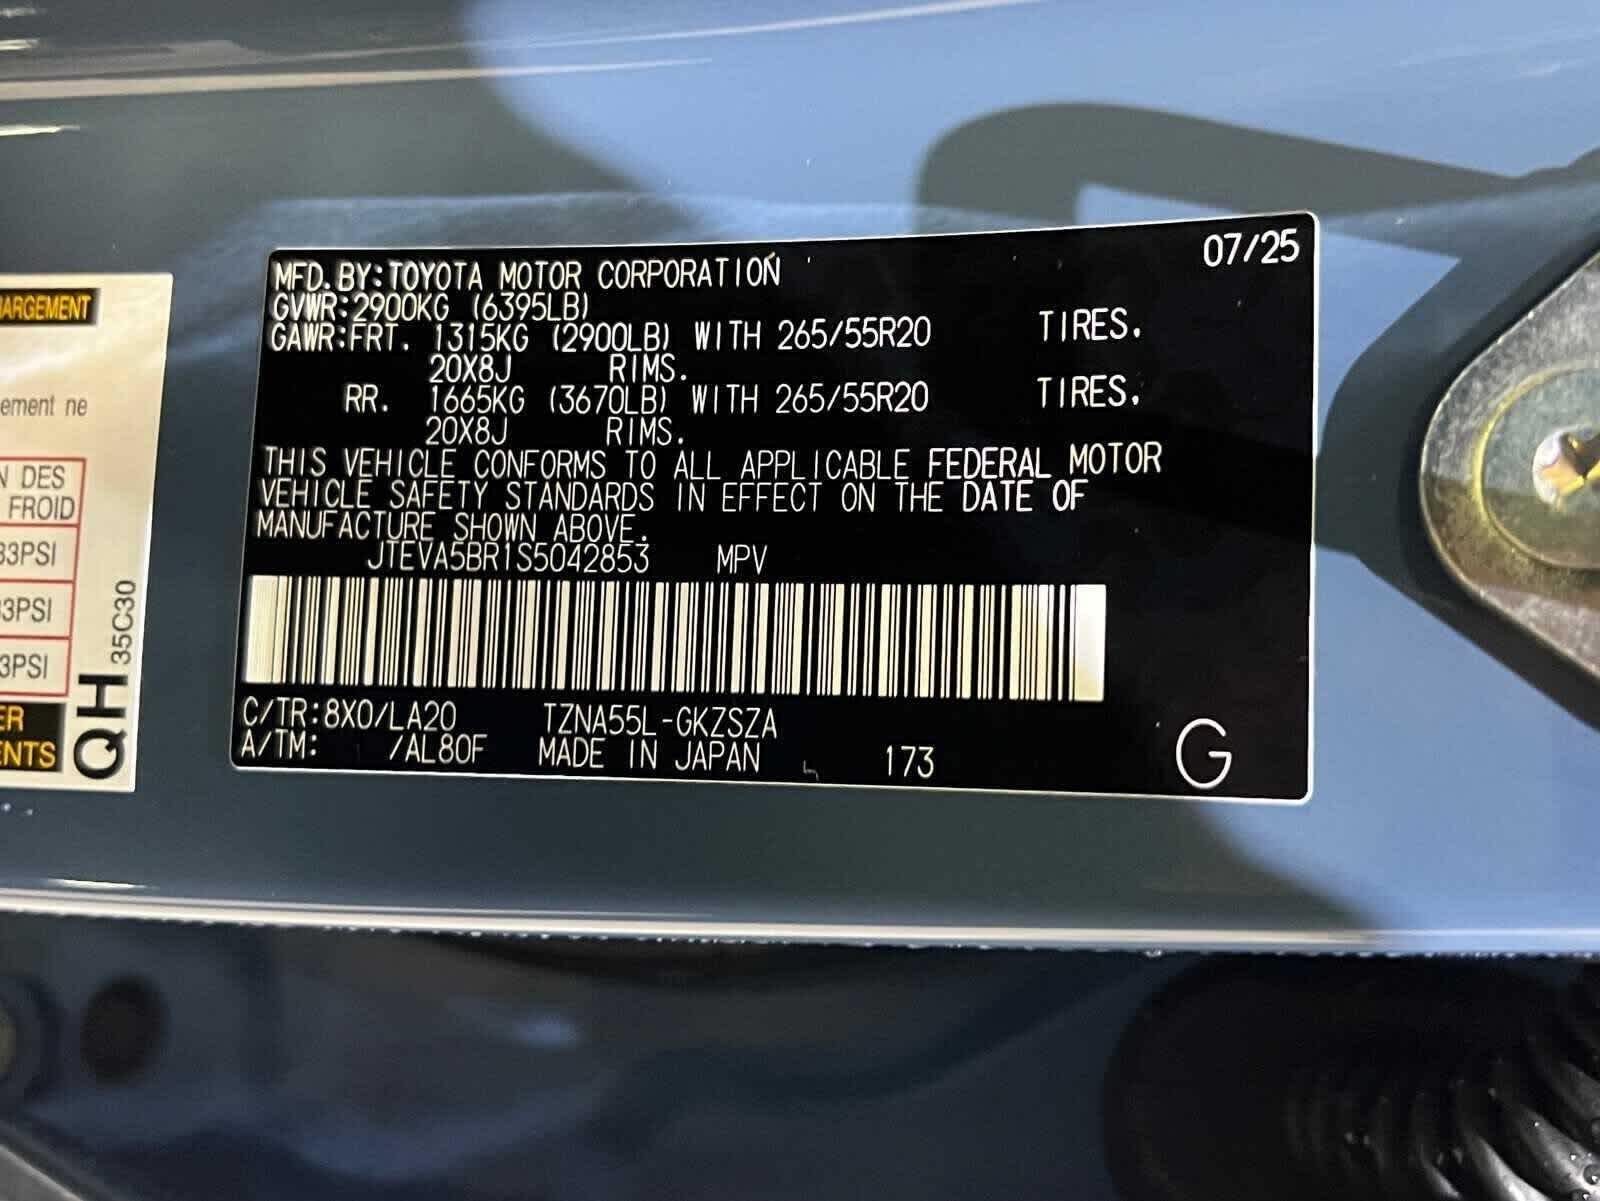 07/25
MFD.BY:TOYOTA MOTOR CORPORATION
GVWR:2900KG (6395LB)
GAWR:FRT. 1315KG (2900LB) WITH 265/55R20 TIRES.
20X8J RIMS.
RR. 1665KG (3670LB) WITH 265/55R20 TIRES.
20X8J RIMS.
THIS VEHICLE CONFORMS TO ALL APPLICABLE FEDERAL MOTOR
VEHICLE SAFETY STANDARDS IN EFFECT ON THE DATE OF
MANUFACTURE SHOWN ABOVE.
JTEVA5BR1S5042853 MPV
C/TR:8X0/LA20 TZNA55L-GKZSZA
A/TM: /AL80F MADE IN JAPAN 173 G
ARGEMENT
ement ne
N DES
FROID
33PSI
3PSI
3PSI
ER
ENTS
QH 35C30